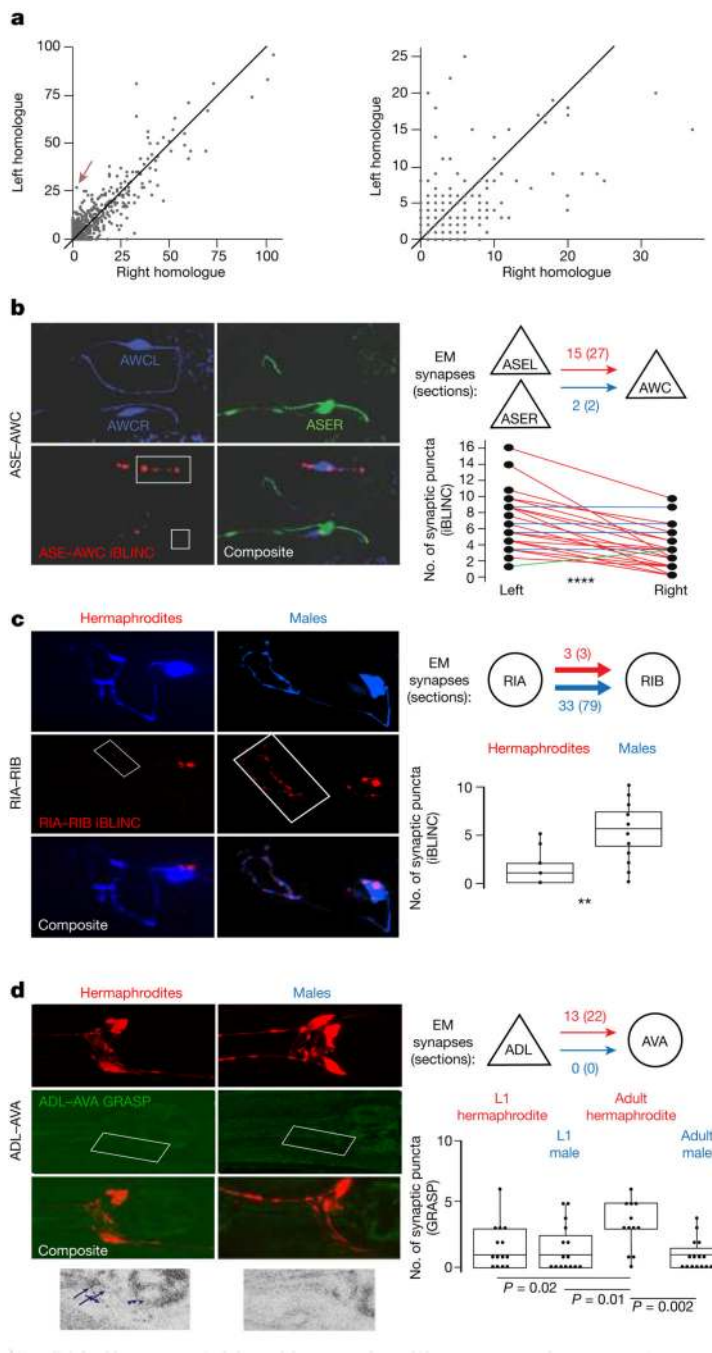 a
100
75
50
25
0
Left homologue
0 25 50 75 100
Right homologue
25
20
15
10
5
0
Left homologue
0 10 20 30
Right homologue
b
ASE–AWC
AWCL
AWCR
ASER
ASE–AWC iBLINC
Composite
EM
synapses
(sections):
ASEL
ASER
15 (27)
2 (2)
AWC
No. of synaptic puncta
(iBLINC)
16
14
12
10
8
6
4
2
0
Left
****
Right
c
Hermaphrodites
Males
RIA–RIB
RIA–RIB iBLINC
Composite
EM
synapses
(sections):
RIA
3 (3)
33 (79)
RIB
Hermaphrodites
Males
No. of synaptic puncta
(iBLINC)
10
5
0
**
d
Hermaphrodites
Males
ADL–AVA
ADL–AVA GRASP
Composite
EM
synapses
(sections):
ADL
13 (22)
0 (0)
AVA
L1
hermaphrodite
Adult
hermaphrodite
L1
male
Adult
male
No. of synaptic puncta
(GRASP)
10
5
0
P = 0.02
P = 0.01
P = 0.002